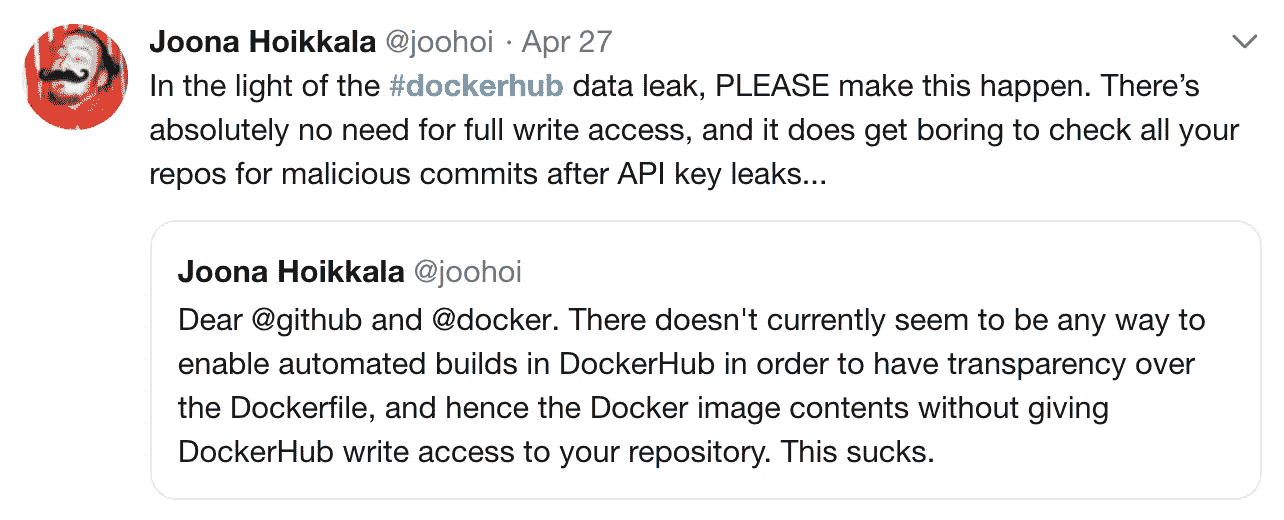 Joona Hoikkala @joohoi · Apr 27
In the light of the #dockerhub data leak, PLEASE make this happen. There’s
absolutely no need for full write access, and it does get boring to check all your
repos for malicious commits after API key leaks...
Joona Hoikkala @joohoi
Dear @github and @docker. There doesn't currently seem to be any way to
enable automated builds in DockerHub in order to have transparency over
the Dockerfile, and hence the Docker image contents without giving
DockerHub write access to your repository. This sucks.